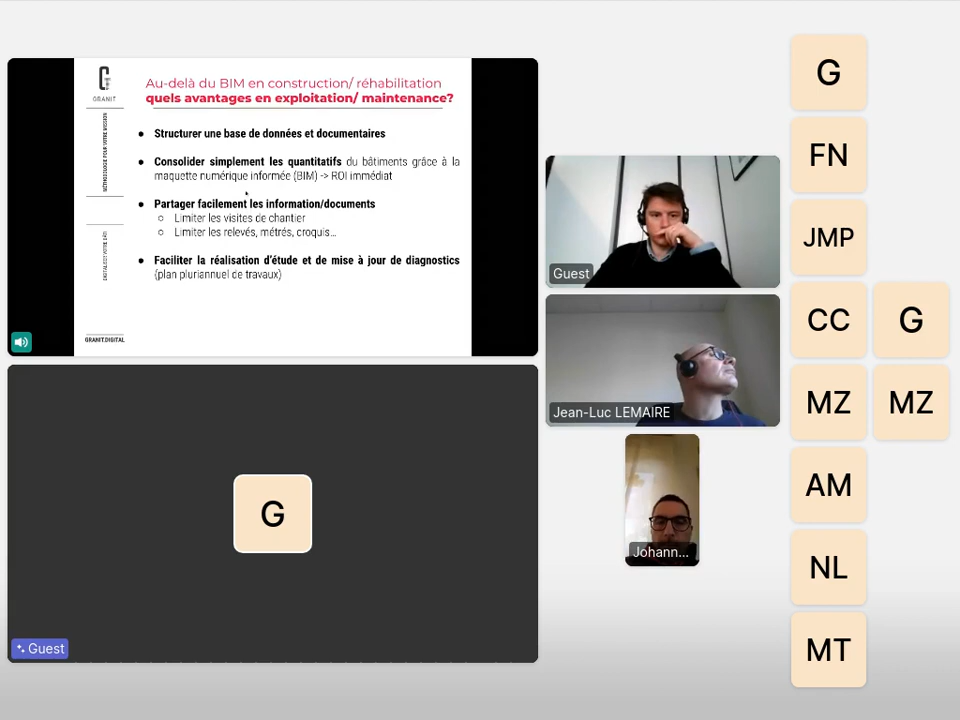 GRANIT
MÉTHODOLOGIE POUR VOTRE MISSION
GRANIT.DIGITAL
Au-delà du BIM en construction/ réhabilitation
quels avantages en exploitation/ maintenance?
● Structurer une base de données et documentaires
● Consolider simplement les quantitatifs du bâtiments grâce à la
maquette numérique informée (BIM) -> ROI immédiat
● Partager facilement les information/documents
○ Limiter les visites de chantier
○ Limiter les relevés, métrés, croquis...
● Faciliter la réalisation d'étude et de mise à jour de diagnostics
(plan pluriannuel de travaux)
G
Guest
Guest
Jean-Luc LEMAIRE
Johann...
G
FN
JMP
CC G
MZ MZ
AM
NL
MT